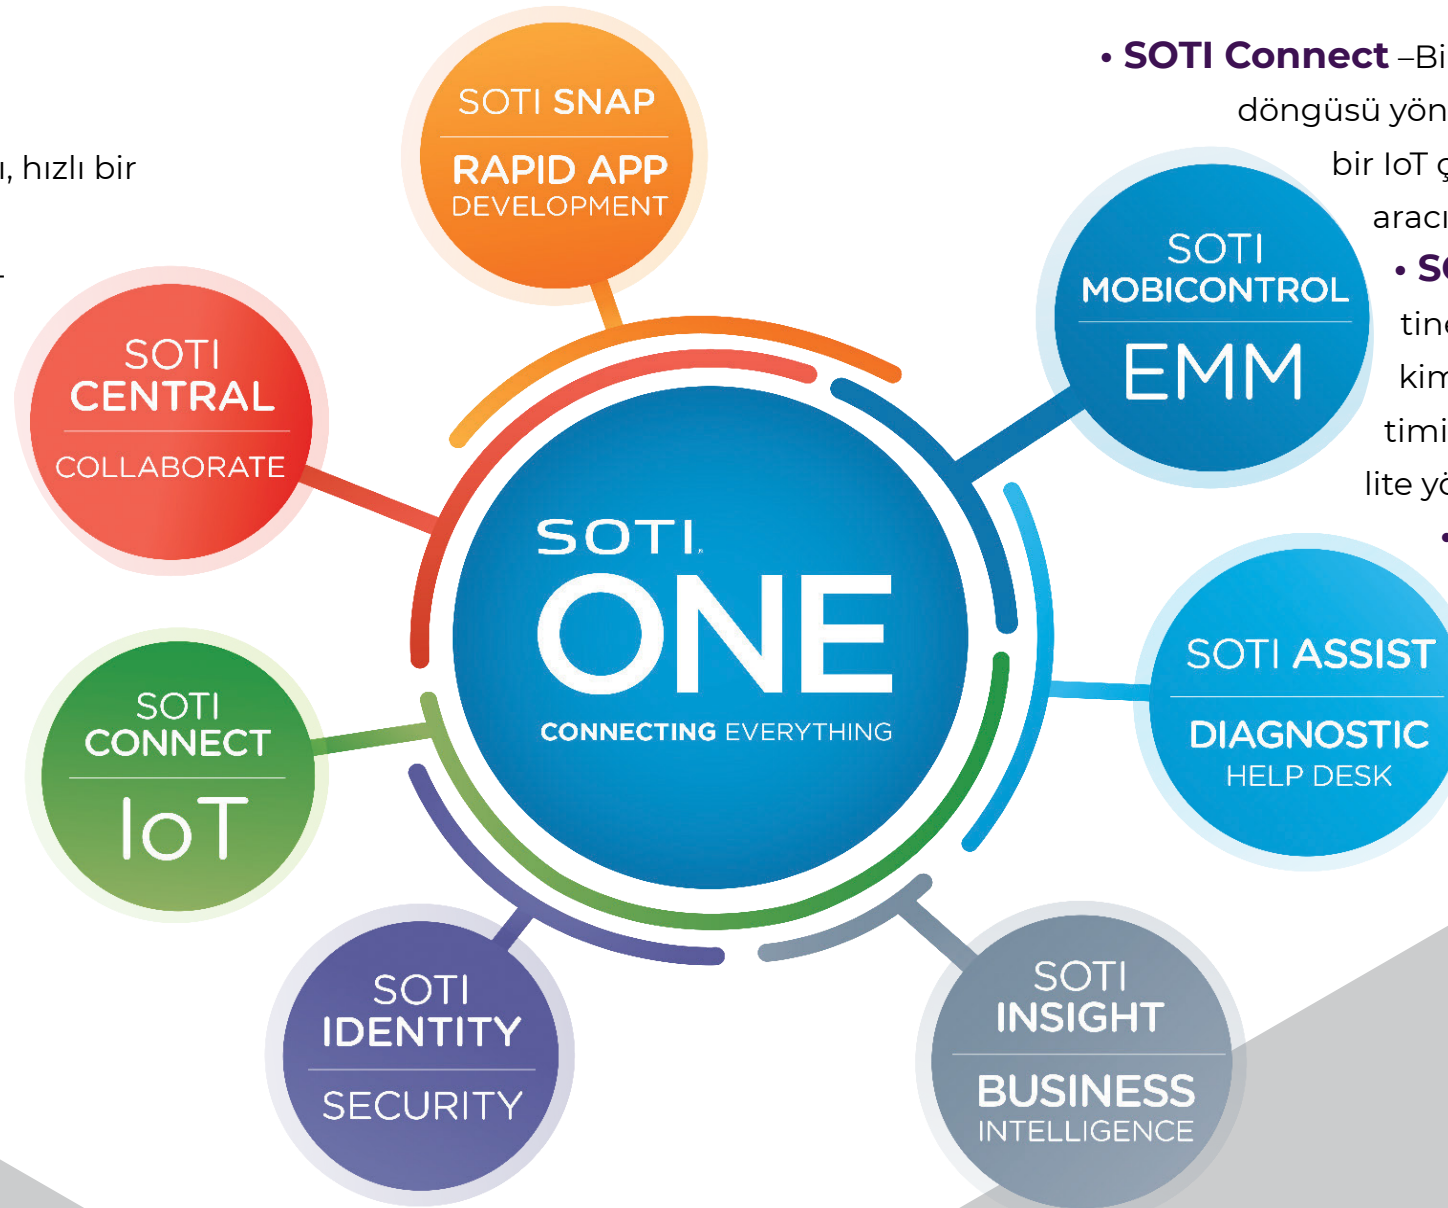 ı, hızlı bir
SOTI SNAP
RAPID APP
DEVELOPMENT
• SOTI Connect –Bi
döngüsü yön
bir IoT ç
aracı
SOTI
MOBICONTROL
EMM
SOTI
CENTRAL
COLLABORATE
SOTI
ONE
CONNECTING EVERYTHING
kim
timi
lite yö
SOTI ASSIST
DIAGNOSTIC
HELP DESK
SOTI
CONNECT
IoT
SOTI
IDENTITY
SECURITY
SOTI
INSIGHT
BUSINESS
INTELLIGENCE